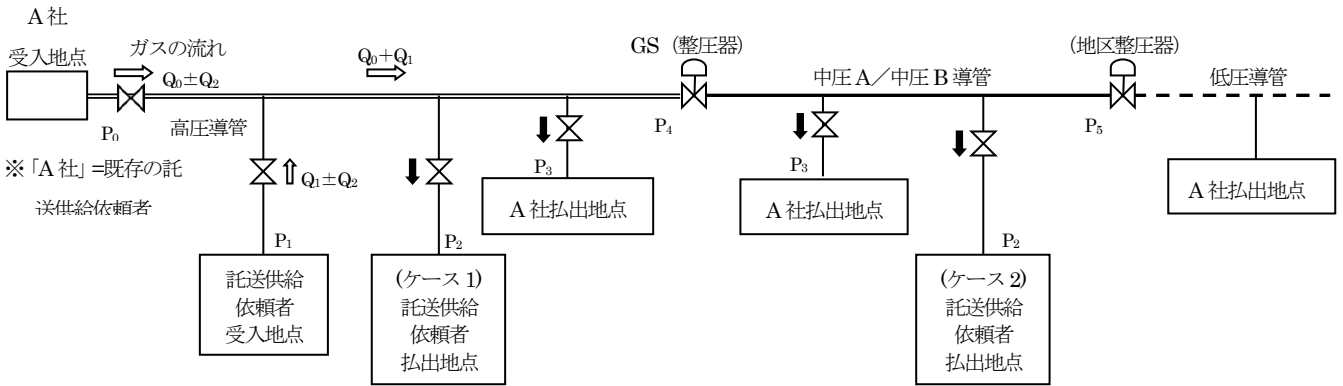 A社
受入地点
ガスの流れ
Q₀±Q₂
Q₀+Q₁
GS（整圧器）
中圧A／中圧B導管
（地区整圧器）
低圧導管
P₀
高圧導管
P₄
P₅
※「A社」=既存の託
送供給依頼者
Q₁±Q₂
P₃
A社払出地点
P₃
A社払出地点
A社払出地点
P₁
託送供給
依頼者
受入地点
P₂
(ケース1)
託送供給
依頼者
払出地点
P₂
(ケース2)
託送供給
依頼者
払出地点